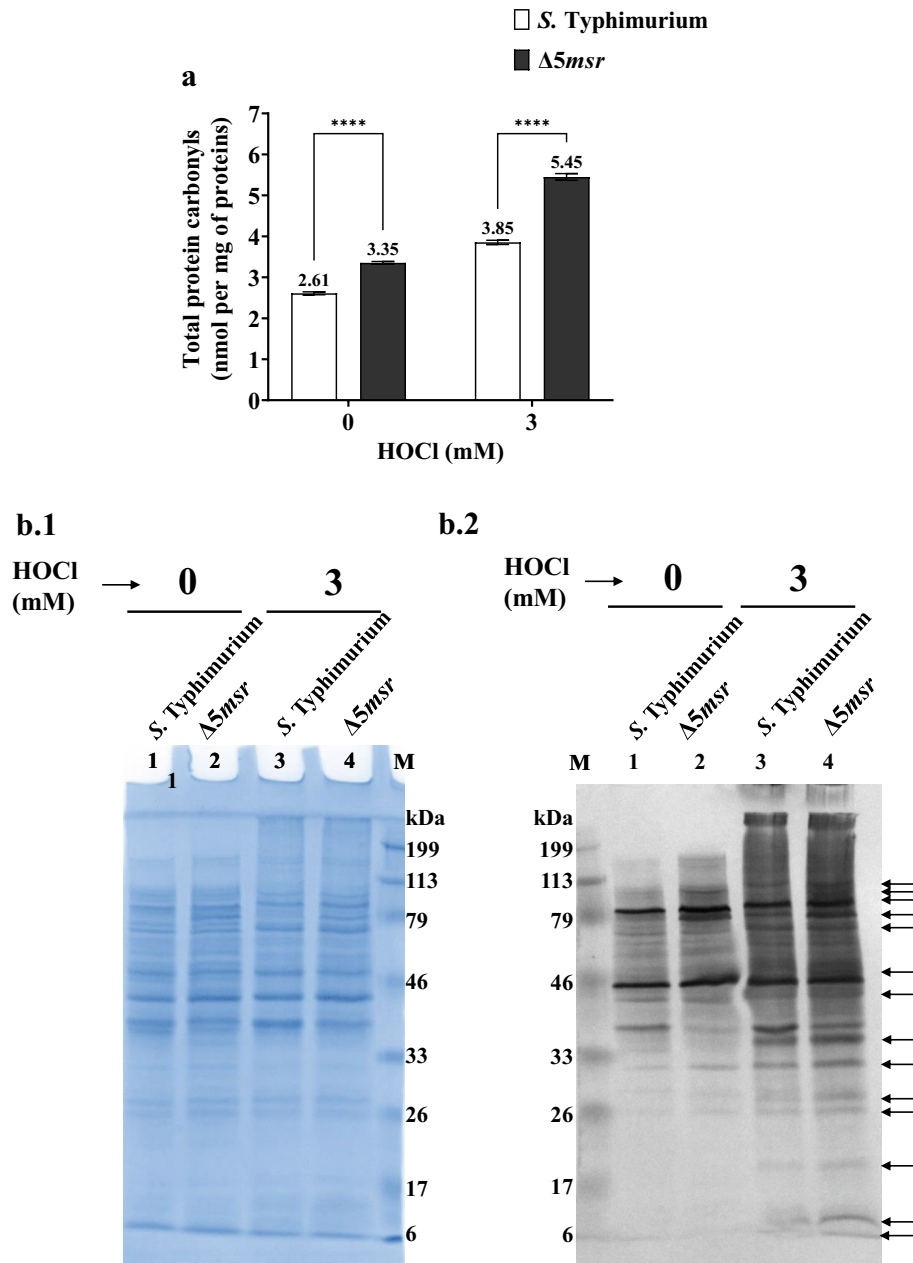 S. Typhimurium
Δ5msr
a
Total protein carbonyls
(nmol per mg of proteins)
7
6
5
4
3
2
1
0
****
****
2.61
3.35
3.85
5.45
0
3
HOCl (mM)
b.1
HOCl
(mM)
0
3
S. Typhimurium
Δ5msr
S. Typhimurium
Δ5msr
1
2
3
4
M
1
kDa
199
113
79
46
33
26
17
6
b.2
HOCl
(mM)
0
3
S. Typhimurium
Δ5msr
S. Typhimurium
Δ5msr
M
1
2
3
4
kDa
199
113
79
46
33
26
17
6